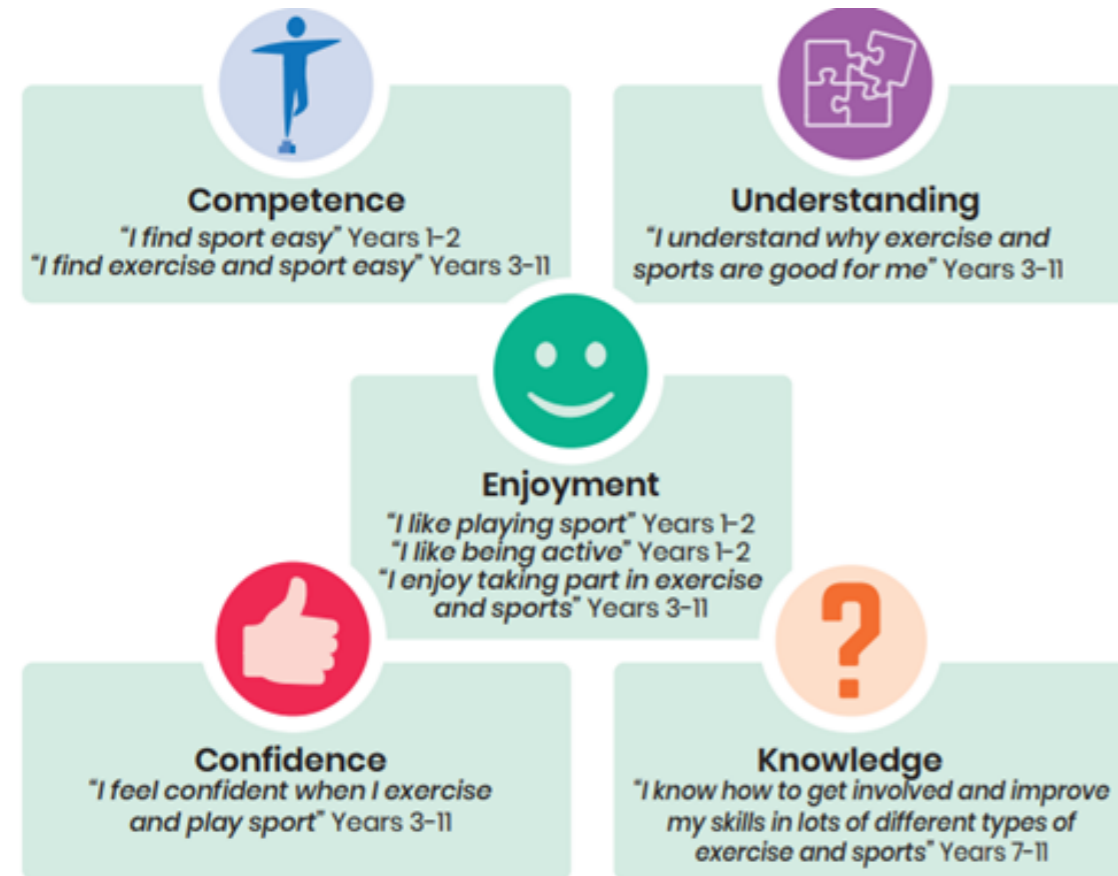 Competence
"I find sport easy" Years 1-2
"I find exercise and sport easy" Years 3-11
Understanding
"I understand why exercise and
sports are good for me" Years 3-11
Enjoyment
"I like playing sport" Years 1-2
"I like being active" Years 1-2
"I enjoy taking part in exercise
and sports" Years 3-11
Confidence
"I feel confident when I exercise
and play sport" Years 3-11
Knowledge
"I know how to get involved and improve
my skills in lots of different types of
exercise and sports" Years 7-11